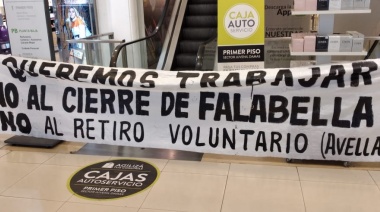 CAJA
AUTO
SERVICIO
PRIMER PISO
QUEREMOS TRABAJAR
NO AL CIERRE DE FALABELLA
NO AL RETIRO VOLUNTARIO (AVELLA
AGILIZA
CAJAS
AUTOSERVICIO
PRIMER PISO